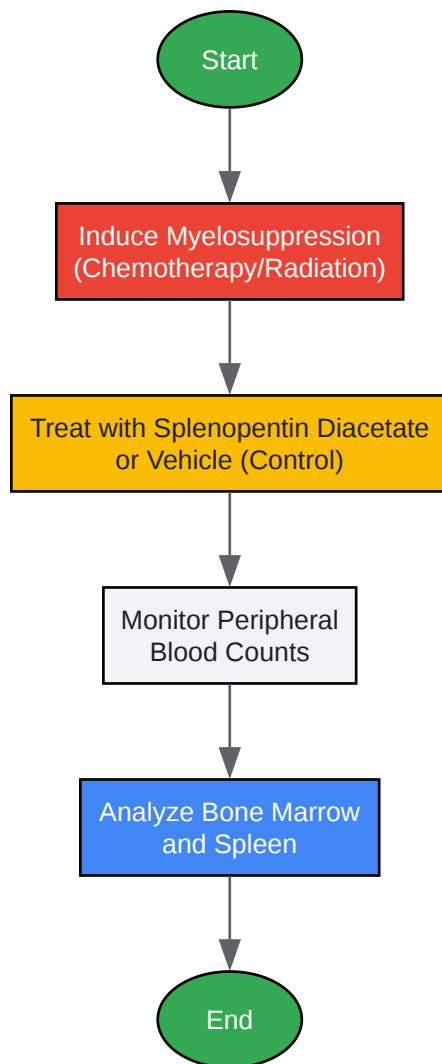 Start
Induce Myelosuppression
(Chemotherapy/Radiation)
Treat with Splenopentin Diacetate
or Vehicle (Control)
Monitor Peripheral
Blood Counts
Analyze Bone Marrow
and Spleen
End